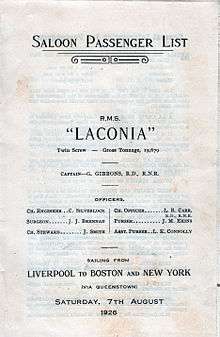 Saloon Passenger List
R.M.S.
"LACONIA"
Twin Screw — Gross Tonnage, 19,679
Captain—G. GIBBONS, R.D., R.N.R.
OFFICERS.
Ch. Engineer—C. Silverlock Ch. Officer— L. R. Carr,
R.D., R.N.R.
Surgeon— J. J. Brennan Purser— J. M. Ekins
Ch. Steward— J. Smith Asst. Purser—L. E. Connolly
SAILING FROM
LIVERPOOL to BOSTON and NEW YORK
(VIA QUEENSTOWN)
Saturday, 7th August
1926